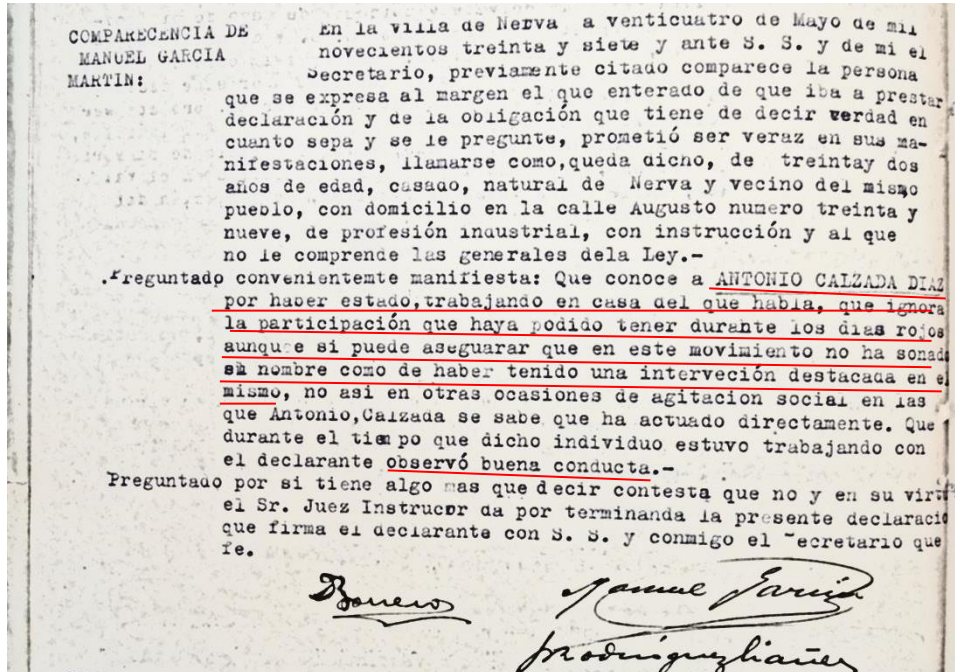 COMPARECENCIA DE
MANUEL GARCIA
MARTIN:
En la Villa de Nerva a venticuatro de Mayo de mil
novecientos treinta y siete y ante S. S. y de mi el
Secretario, previamente citado comparece la persona
que se expresa al margen el que enterado de que iba a prestar
declaración y de la obligación que tiene de decir verdad en
cuanto sepa y se le pregunte, prometió ser veraz en sus ma-
nifestaciones, llamarse como,queda dicho, de treintay dos
años de edad, casado, natural de Nerva y vecino del mismo
pueblo, con domicilio en la calle Augusto numero treinta y
nueve, de profesión industrial, con instrucción y al que
no le comprende las generales dela Ley.-
Preguntado convenientemte manifiesta: Que conoce a ANTONIO CALZADA DIAZ
por haber estado,trabajando en casa del que habla, que ignora
la participación que haya podido tener durante los dias rojos
aunquee si puede aseguarar que en este movimiento no ha sonado
su nombre como de haber tenido una interveción destacada en el
mismo, no asi en otras ocasiones de agitacion social en las
que Antonio,Calzada se sabe que ha actuado directamente. Que
durante el tiempo que dicho individuo estuvo trabajando con
el declarante observó buena conducta.-
Preguntado por si tiene algo mas que decir contesta que no y en su virt
el Sr. Juez Instrucor da por terminanda la presente declaracio
que firma el declarante con S. S. y conmigo el Secretario que
fe.
Borrero
Manuel Garcia